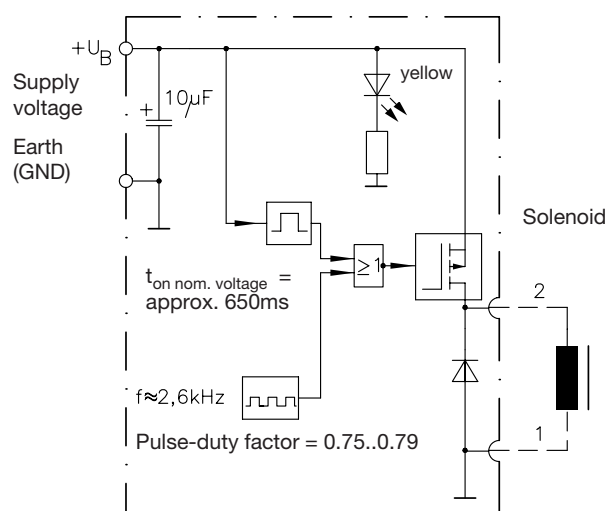 +U_B
Supply
voltage
Earth
(GND)
+
10µF
yellow
Solenoid
t_on nom. voltage =
approx. 650ms
≥1
2
f≈2,6kHz
1
Pulse-duty factor = 0.75..0.79